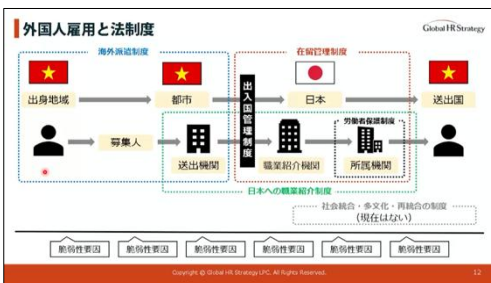 外国人雇用と法制度
Global HR Strategy
海外派遣制度
在留管理制度
出身地域
都市
出入国管理制度
日本
送出国
労働者保護制度
募集人
送出機関
職業紹介機関
所属機関
日本への職業紹介制度
社会統合・多文化・再統合の制度
(現在はない)
脆弱性要因
脆弱性要因
脆弱性要因
脆弱性要因
脆弱性要因
脆弱性要因
Copyright @ Global HR Strategy LPC, All Rights Reserved.
12